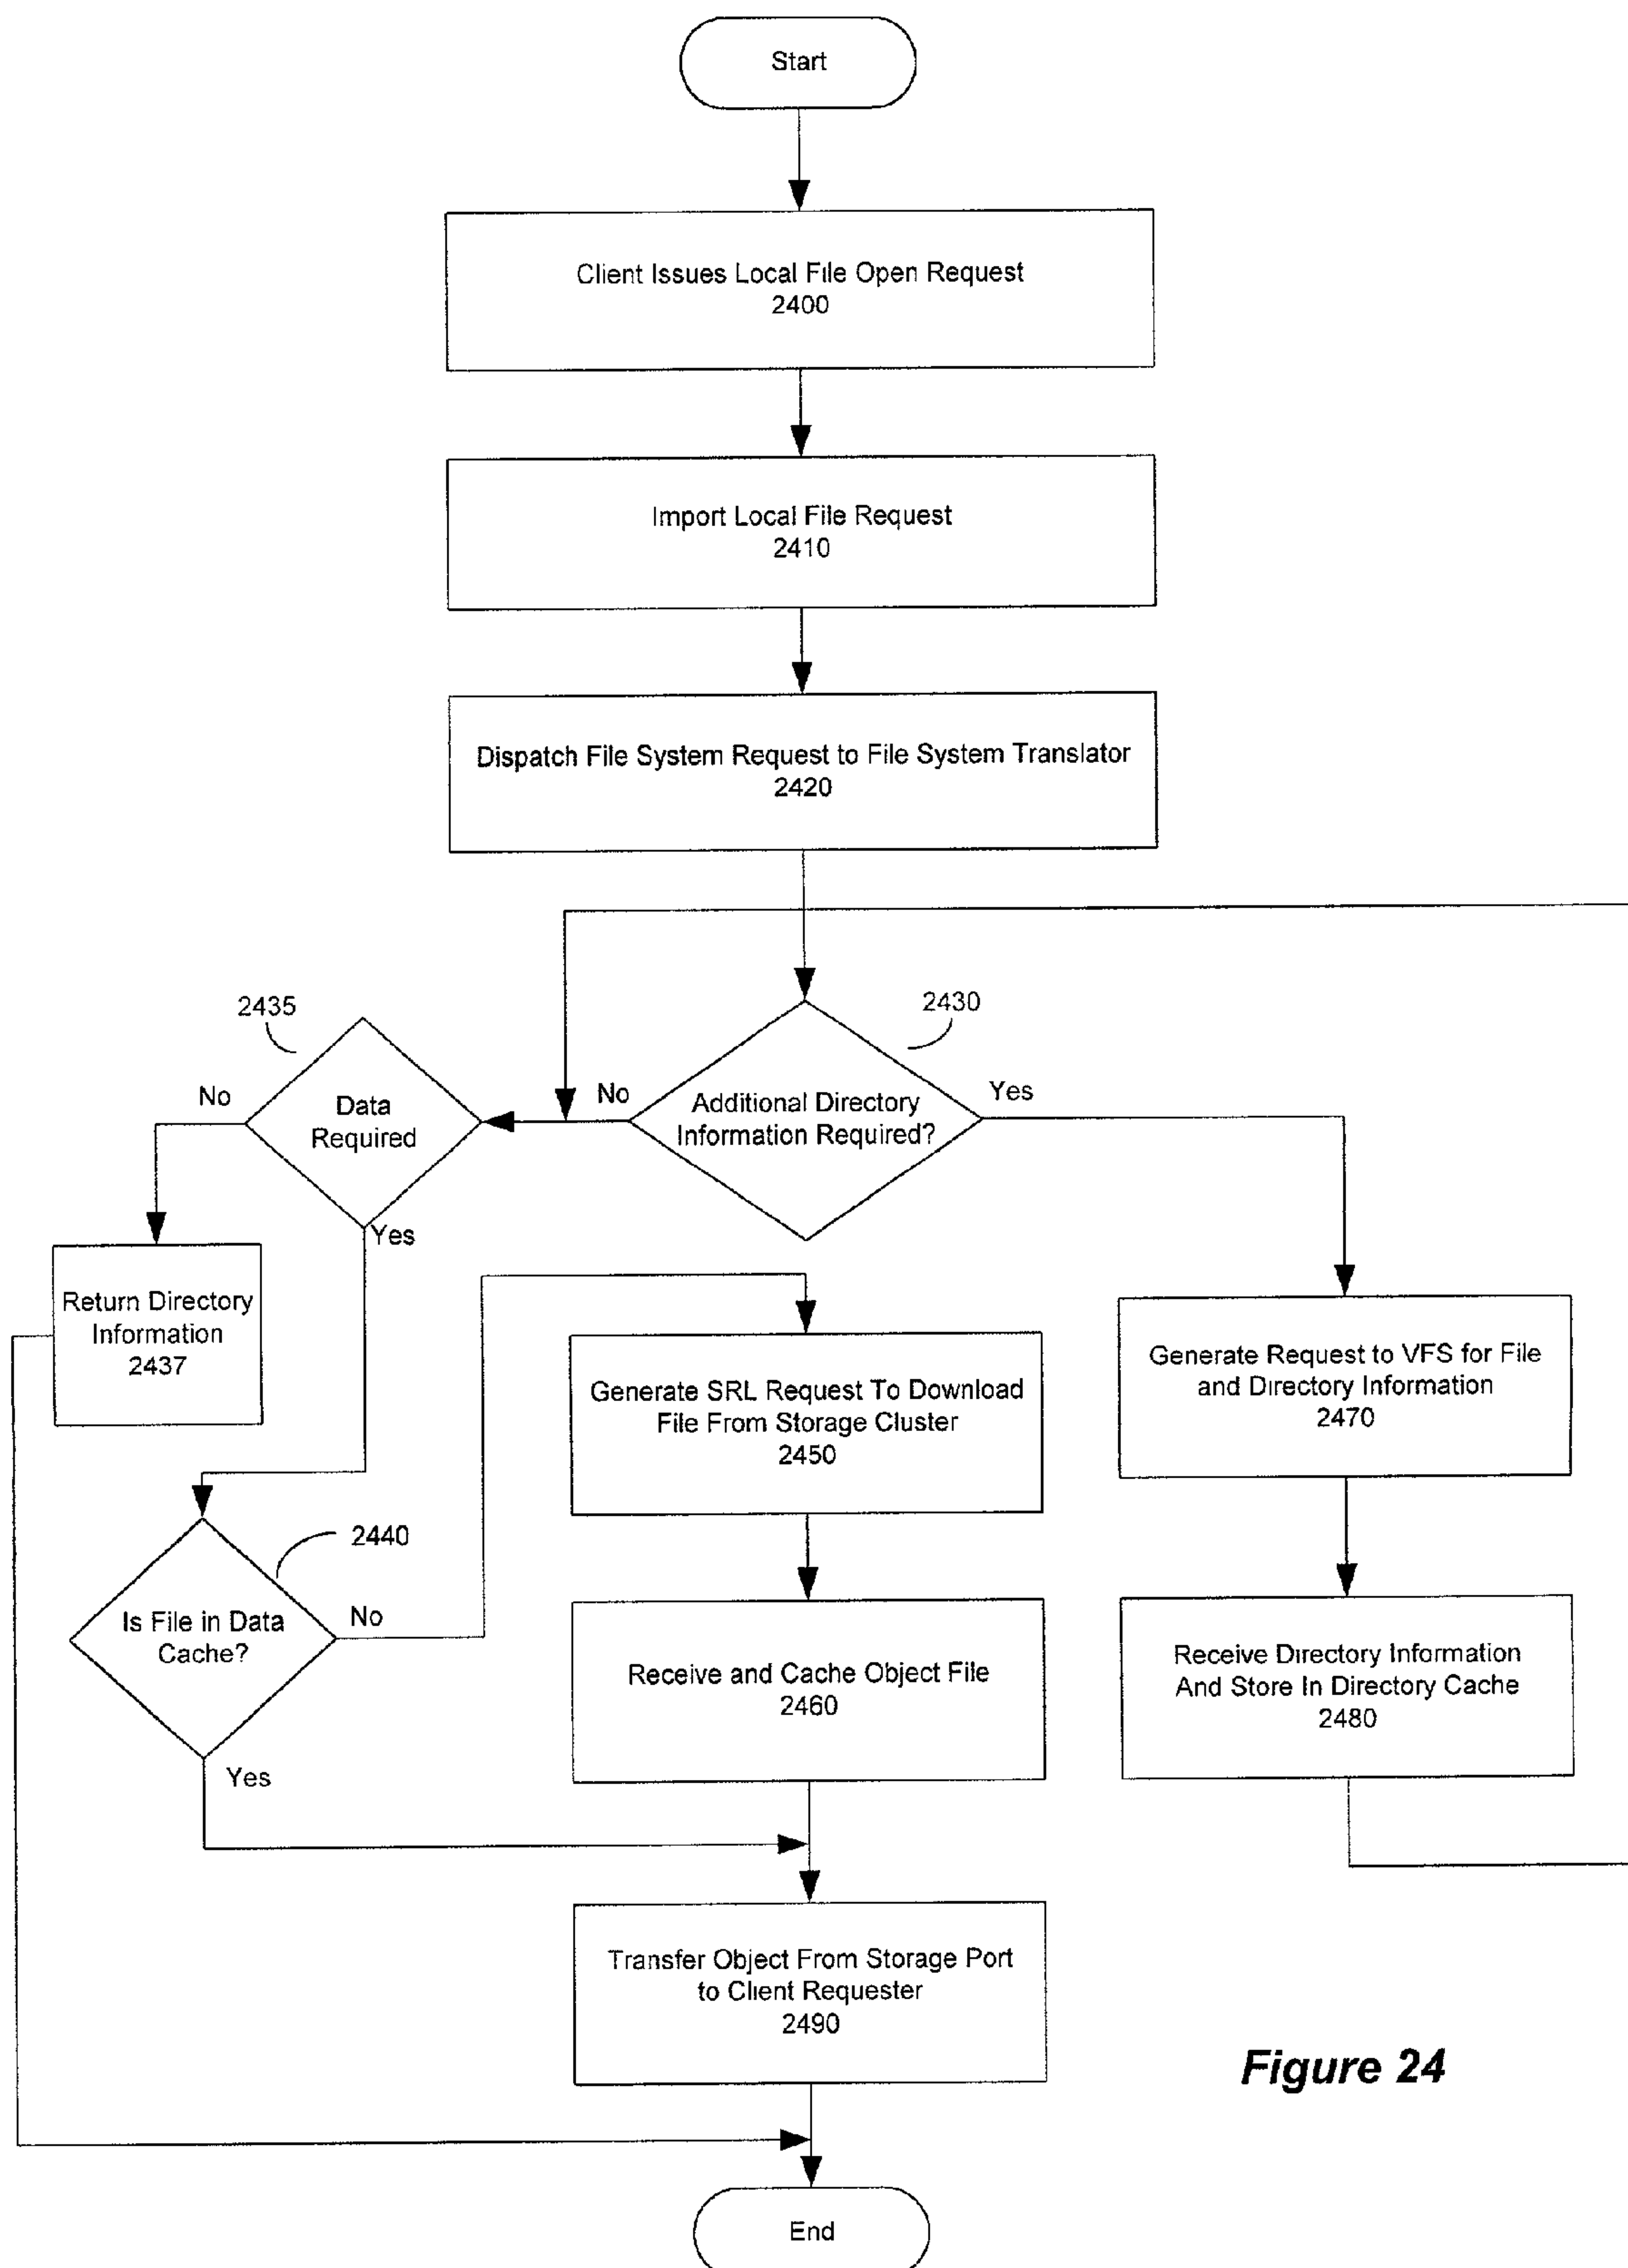 Start
Client Issues Local File Open Request
2400
Import Local File Request
2410
Dispatch File System Request to File System Translator
2420
2435
2430
No
Data
Required
No
Additional Directory
Information Required?
Yes
Yes
Return Directory
Information
2437
Generate SRL Request To Download
File From Storage Cluster
2450
Generate Request to VFS for File
and Directory Information
2470
2440
Is File in Data
Cache?
No
Receive and Cache Object File
2460
Receive Directory Information
And Store In Directory Cache
2480
Yes
Transfer Object From Storage Port
to Client Requester
2490
Figure 24
End